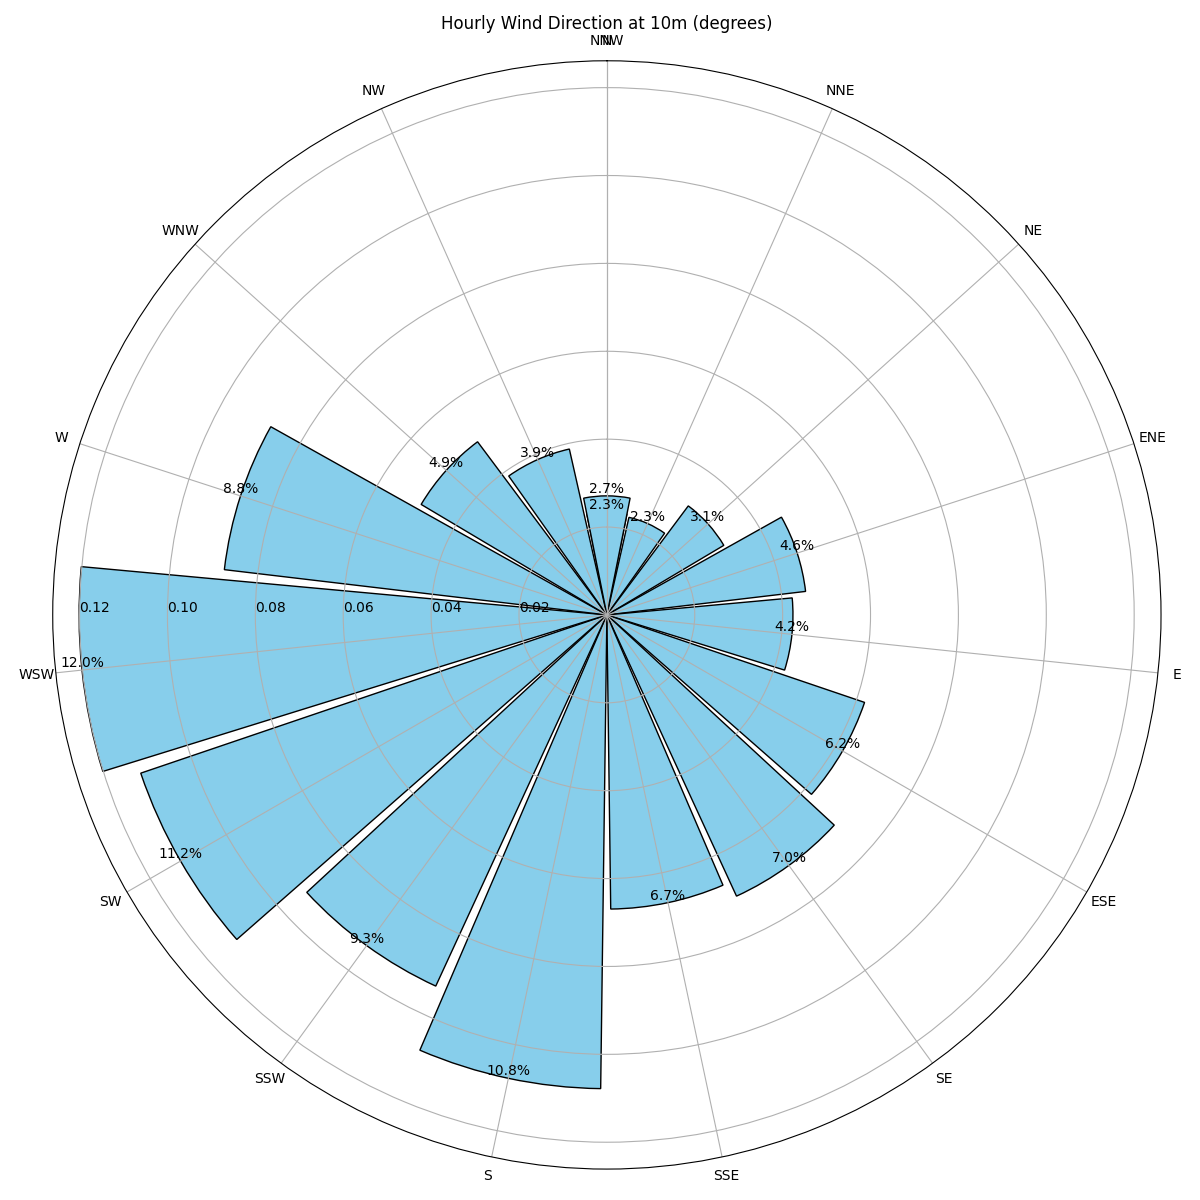 Hourly Wind Direction at 10m (degrees)
N
NNW
NW
NNE
WNW
NE
W
ENE
3.9%
4.9%
8.8%
2.7%
2.3%
2.3%
3.1%
4.6%
0.12
0.10
0.08
0.06
0.04
0.02
4.2%
12.0%
WSW
E
6.2%
11.2%
7.0%
6.7%
SW
ESE
9.3%
10.8%
SSW
SE
S
SSE